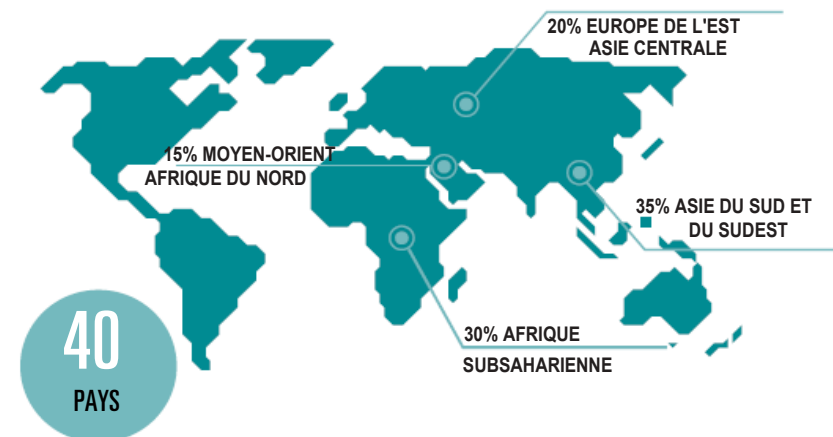 20% EUROPE DE L'EST
ASIE CENTRALE
15% MOYEN-ORIENT
AFRIQUE DU NORD
35% ASIE DU SUD ET
DU SUDEST
30% AFRIQUE
SUBSAHARIENNE
40
PAYS